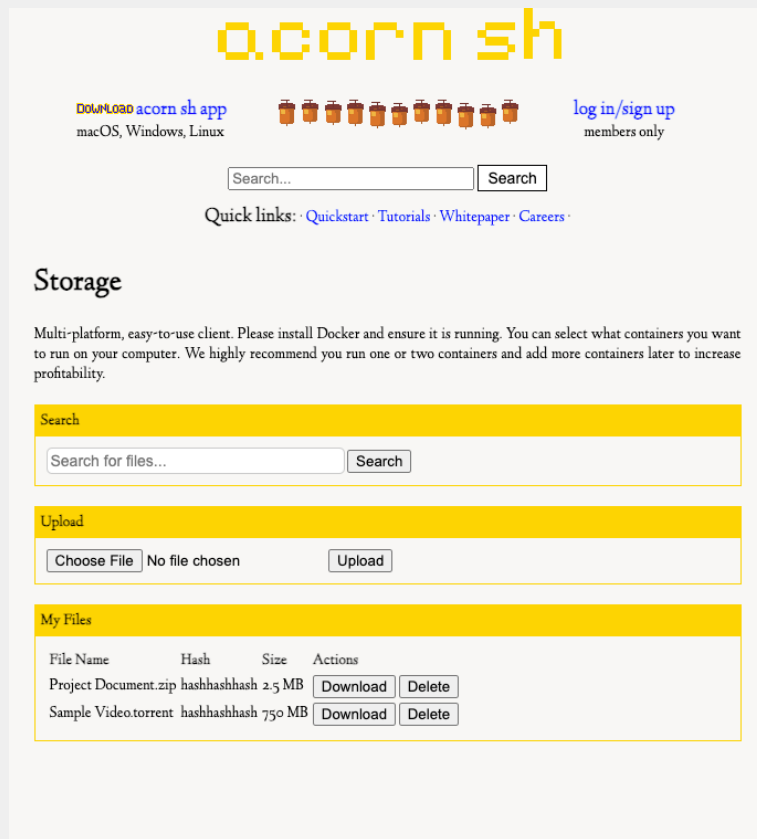 acorn sh
DOWNLOAD acorn sh app
macOS, Windows, Linux
log in/sign up
members only
Search...
Search
Quick links: · Quickstart · Tutorials · Whitepaper · Careers ·
Storage
Multi-platform, easy-to-use client. Please install Docker and ensure it is running. You can select what containers you want
to run on your computer. We highly recommend you run one or two containers and add more containers later to increase
profitability.
Search
Search for files...
Search
Upload
Choose File No file chosen
Upload
My Files
File Name Hash Size Actions
Project Document.zip hashhashhash 2.5 MB Download Delete
Sample Video.torrent hashhashhash 750 MB Download Delete